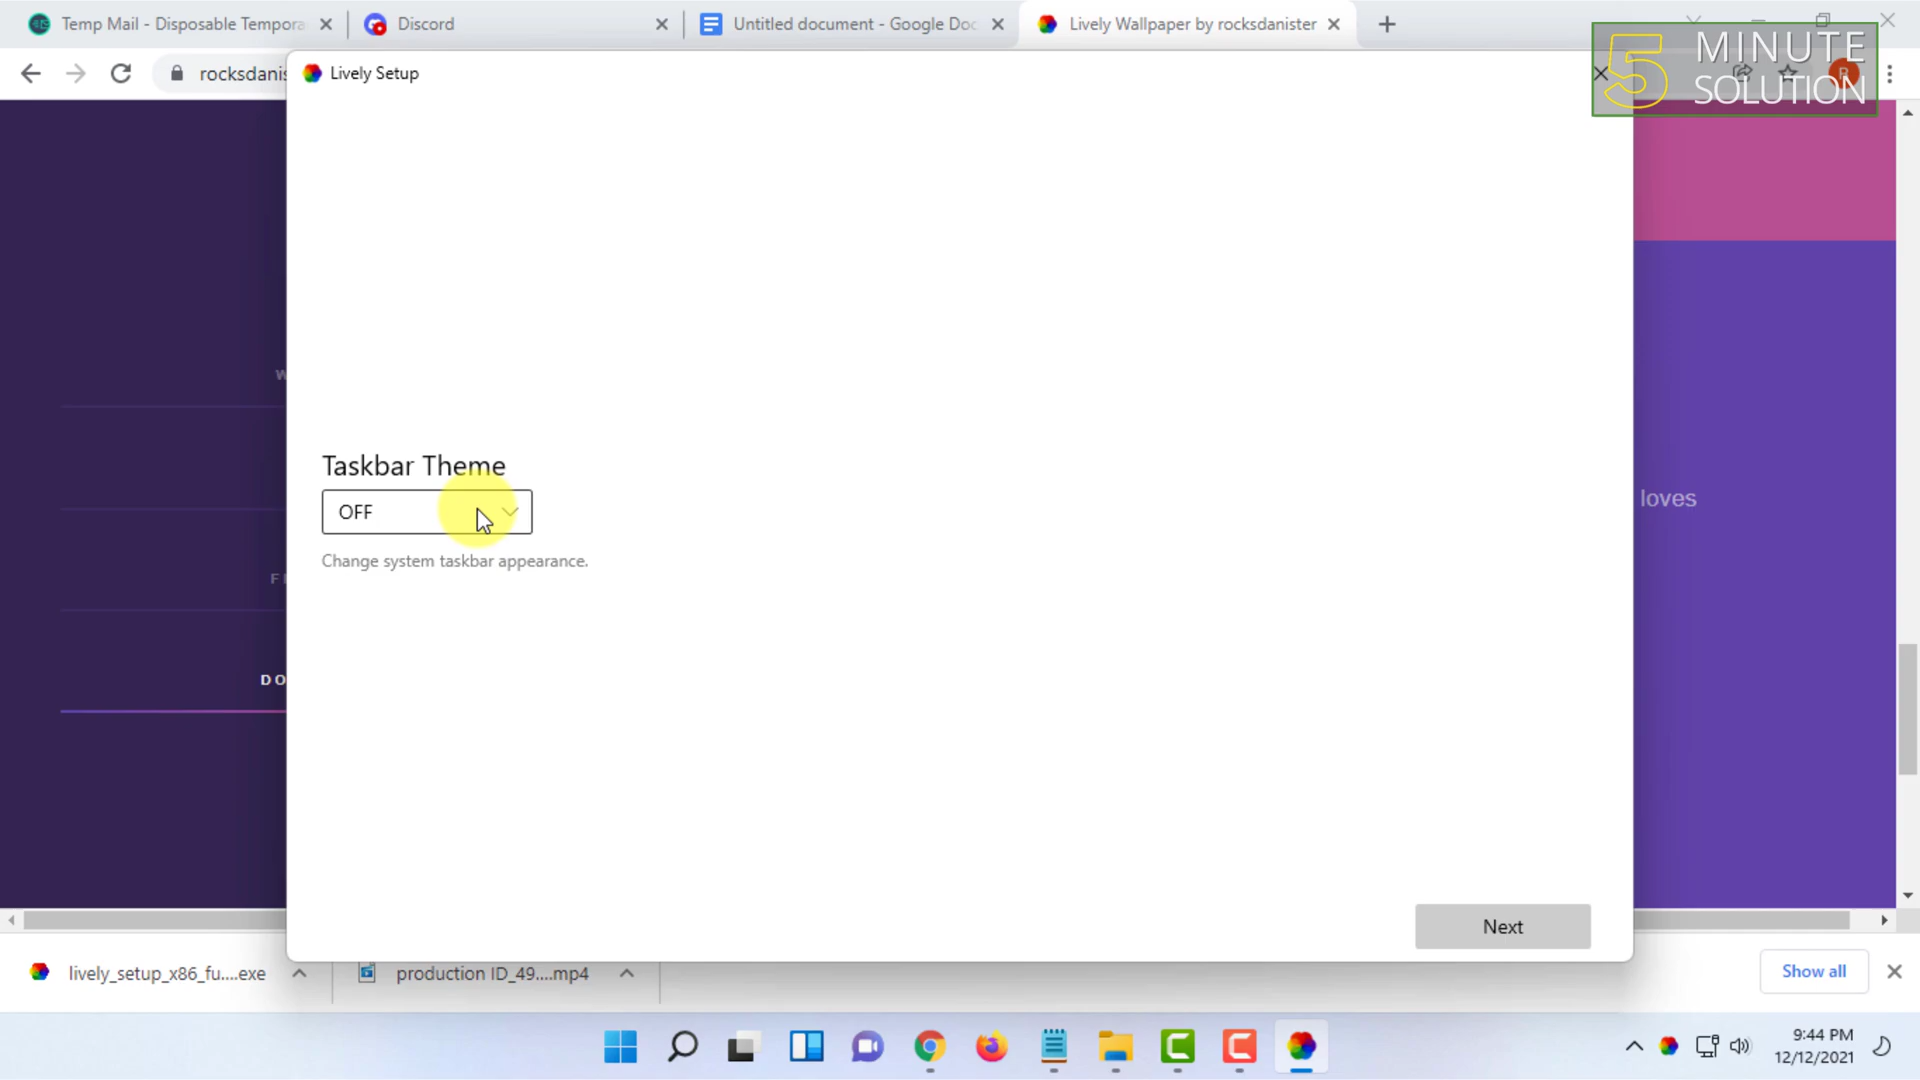 Temp Mail - Disposable Tempora
Discord
Untitled document - Google Doc
Lively Wallpaper by rocksdanister
5 MINUTE
SOLUTION
rocksdanis
Lively Setup
R
W
Taskbar Theme
OFF
loves
Change system taskbar appearance.
F
DO
Next
lively_setup_x86_fu....exe
production ID_49....mp4
Show all
9:44 PM
12/12/2021